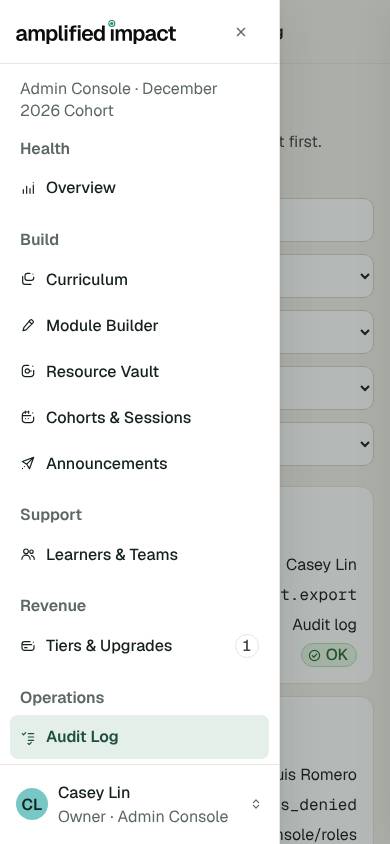 amplified impact
Admin Console · December
2026 Cohort
Health
Overview
Build
Curriculum
Module Builder
Resource Vault
Cohorts & Sessions
Announcements
Support
Learners & Teams
Revenue
Tiers & Upgrades 1
Operations
Audit Log
CL
Casey Lin
Owner · Admin Console
t first.
Casey Lin
t.export
Audit log
OK
uis Romero
s_denied
nsole/roles